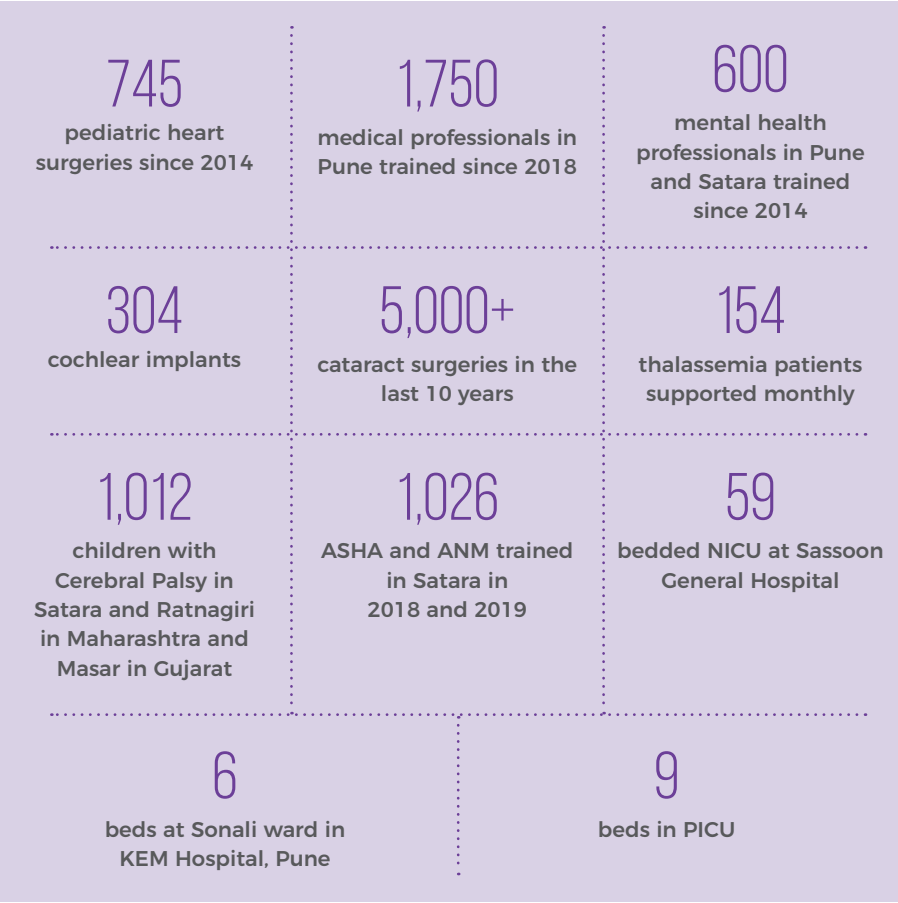 745
pediatric heart
surgeries since 2014
1,750
medical professionals in
Pune trained since 2018
600
mental health
professionals in Pune
and Satara trained
since 2014
304
cochlear implants
5,000+
cataract surgeries in the
last 10 years
154
thalassemia patients
supported monthly
1,012
children with
Cerebral Palsy in
Satara and Ratnagiri
in Maharashtra and
Masar in Gujarat
1,026
ASHA and ANM trained
in Satara in
2018 and 2019
59
bedded NICU at Sassoon
General Hospital
6
beds at Sonali ward in
KEM Hospital, Pune
9
beds in PICU